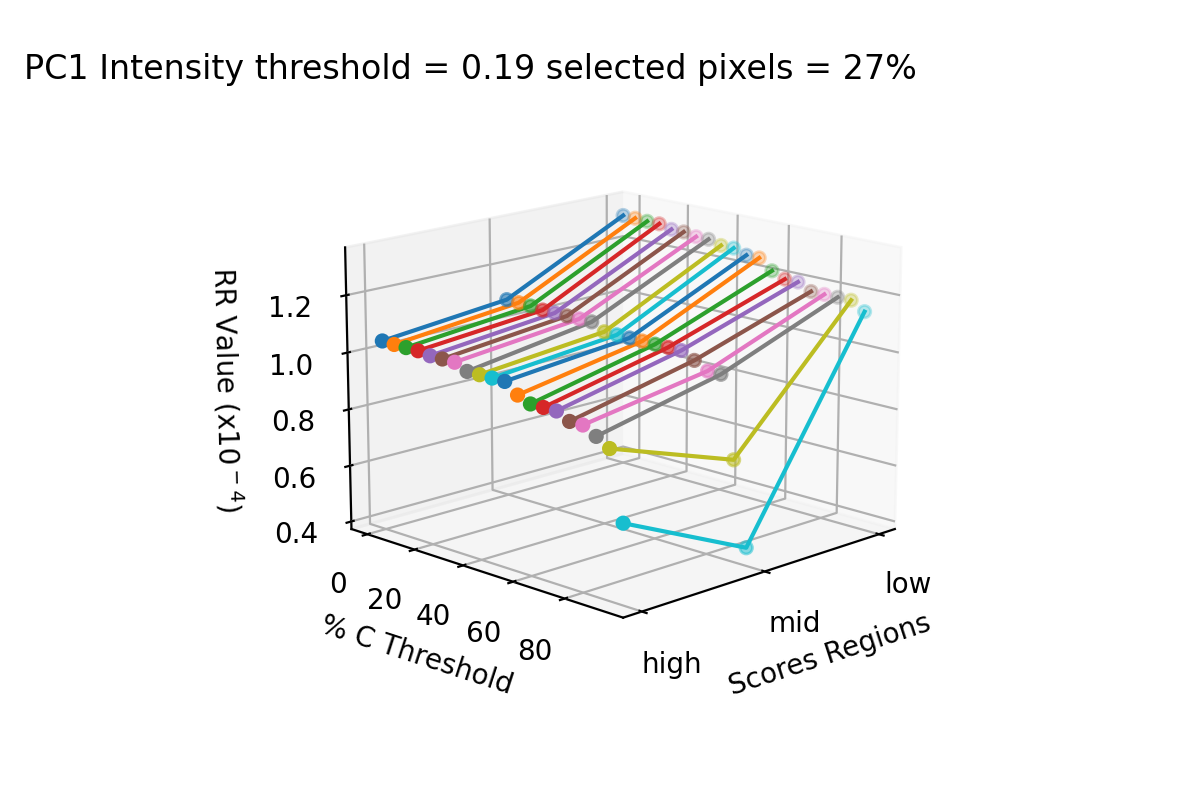 PC1 Intensity threshold = 0.19 selected pixels = 27%
RR Value (x10⁻⁴)
1.2
1.0
0.8
0.6
0.4
0
20
40
60
80
% C Threshold
high
mid
low
Scores Regions